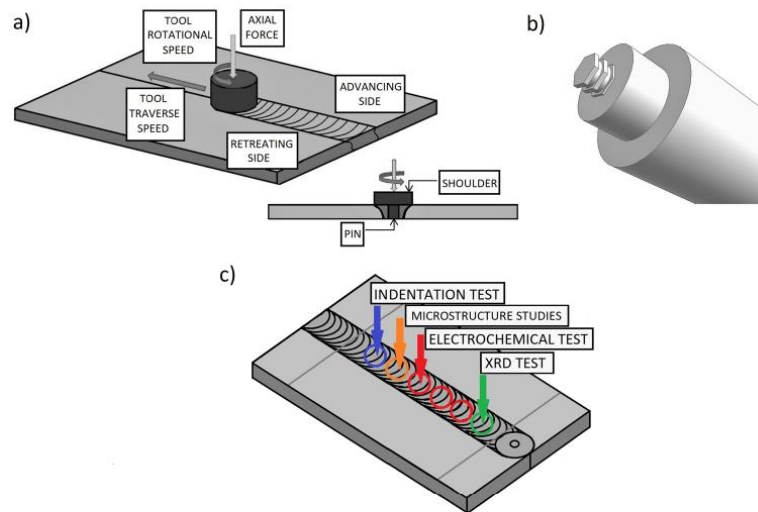 a)
TOOL
ROTATIONAL
SPEED
AXIAL
FORCE
TOOL
TRAVERSE
SPEED
ADVANCING
SIDE
RETREATING
SIDE
SHOULDER
PIN
b)
c)
INDENTATION TEST
MICROSTRUCTURE STUDIES
ELECTROCHEMICAL TEST
XRD TEST